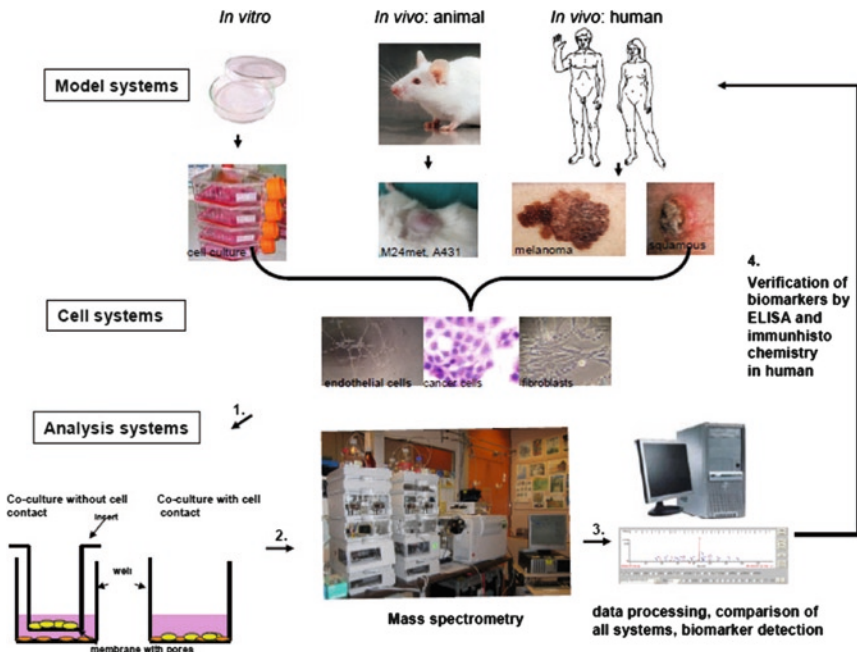 In vitro
In vivo: animal
In vivo: human
Model systems
cell culture
M24met, A431
melanoma
squamous
4.
Verification of
biomarkers by
ELISA and
immunhisto
chemistry
in human
Cell systems
endothelial cells
cancer cells
fibroblasts
1.
Analysis systems
Co-culture without cell
contact
Co-culture with cell
contact
insert
2.
3.
well
membrane with pores
Mass spectrometry
data processing, comparison of
all systems, biomarker detection